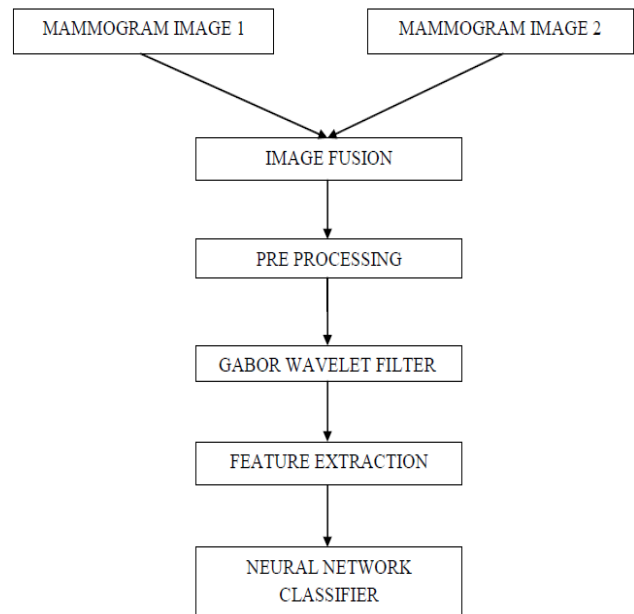 MAMMOGRAM IMAGE 1
MAMMOGRAM IMAGE 2
IMAGE FUSION
PRE PROCESSING
GABOR WAVELET FILTER
FEATURE EXTRACTION
NEURAL NETWORK
CLASSIFIER